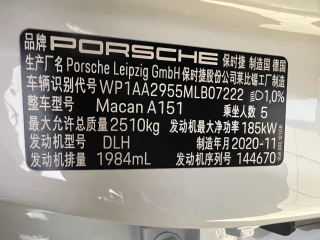 品牌 PORSCHE 保时捷 制造国 德国
生产厂名 Porsche Leipzig GmbH 保时捷股份公司莱比锡工厂制造
车辆识别代号 WP1AA2955MLB07222 1,0%
整车型号 Macan A151 乘坐人数 5
最大允许总质量 2510kg 发动机最大净功率 185kW
发动机型号 DLH 制造年月 2020-11
发动机排量 1984mL 发动机序列号 144670